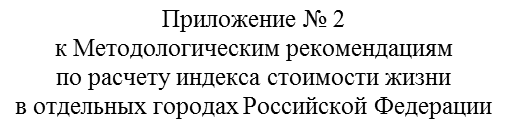 Приложение № 2
к Методологическим рекомендациям
по расчету индекса стоимости жизни
в отдельных городах Российской Федерации